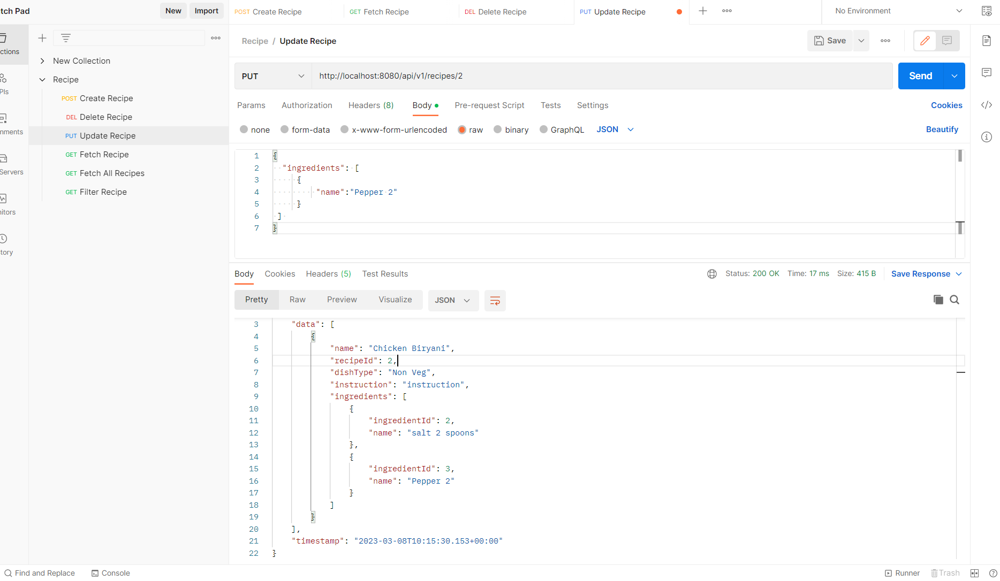 tch Pad
New
Import
POST Create Recipe
GET Fetch Recipe
DEL Delete Recipe
PUT Update Recipe
No Environment
ctions
PIs
nments
Servers
itors
tory
New Collection
Recipe
POST Create Recipe
DEL Delete Recipe
PUT Update Recipe
GET Fetch Recipe
GET Fetch All Recipes
GET Filter Recipe
Recipe / Update Recipe
Save
PUT
http://localhost:8080/api/v1/recipes/2
Send
Params
Authorization
Headers (8)
Body
Pre-request Script
Tests
Settings
Cookies
none
form-data
x-www-form-urlencoded
raw
binary
GraphQL
JSON
Beautify
1 {
2 "ingredients": [
3 {
4 "name":"Pepper 2"
5 }
6 ]
7 }
Body
Cookies
Headers (5)
Test Results
Status: 200 OK
Time: 17 ms
Size: 415 B
Save Response
Pretty
Raw
Preview
Visualize
JSON
3 "data": [
4 {
5 "name": "Chicken Biryani",
6 "recipeId": 2,
7 "dishType": "Non Veg",
8 "instruction": "instruction",
9 "ingredients": [
10 {
11 "ingredientId": 2,
12 "name": "salt 2 spoons"
13 },
14 {
15 "ingredientId": 3,
16 "name": "Pepper 2"
17 }
18 ]
19 }
20 ],
21 "timestamp": "2023-03-08T10:15:30.153+00:00"
22 }
Find and Replace
Console
Runner
Trash